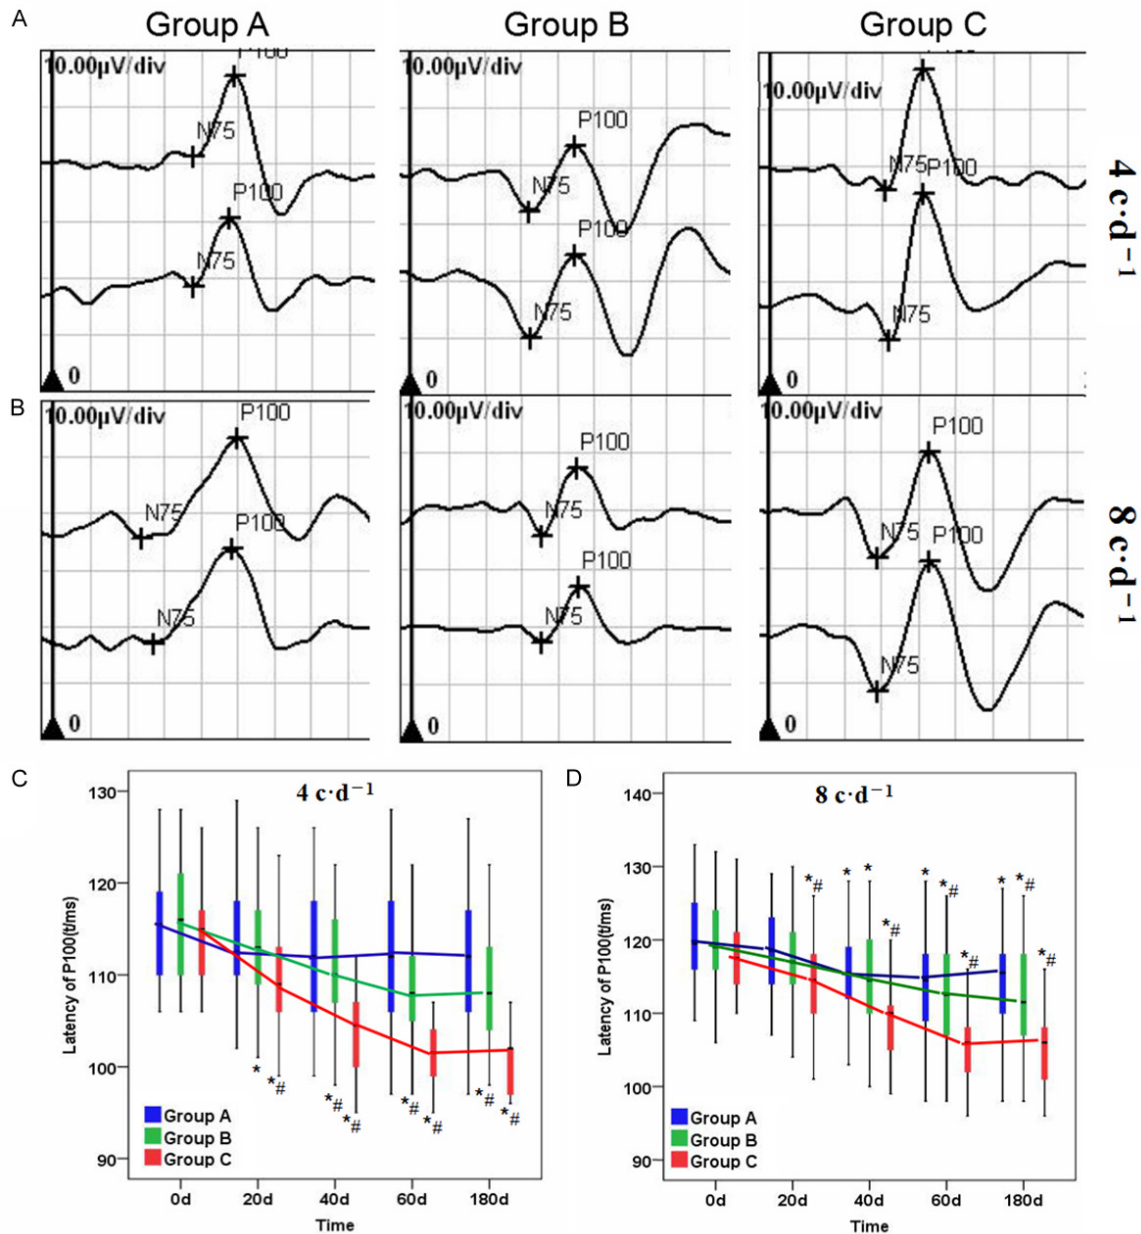 A
Group A
Group B
Group C
10.00µV/div
P100
N75
P100
N75
0
10.00µV/div
P100
N75
P100
N75
0
10.00µV/div
N75
P100
N75
0
4 c·d⁻¹
B
10.00µV/div
P100
N75
P100
N75
0
10.00µV/div
P100
N75
P100
N75
0
10.00µV/div
P100
N75
P100
N75
0
8 c·d⁻¹
C
4 c·d⁻¹
Latency of P100(t/ms)
130
120
110
100
90
*
*#
*#
*#
*#
*#
*#
*#
Group A
Group B
Group C
0d
20d
40d
60d
180d
Time
D
8 c·d⁻¹
Latency of P100(t/ms)
140
130
120
110
100
90
*#
*
*
*#
*
*#
*#
*
*#
*#
Group A
Group B
Group C
0d
20d
40d
60d
180d
Time